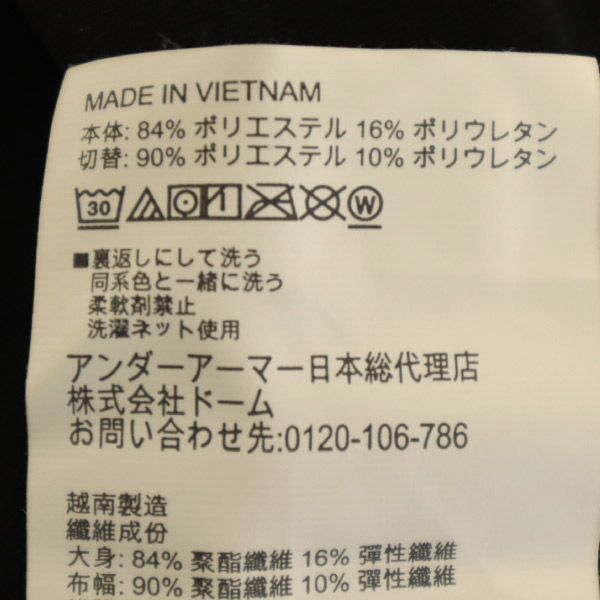 MADE IN VIETNAM
本体: 84% ポリエステル 16% ポリウレタン
切替: 90% ポリエステル 10% ポリウレタン
30 W
■裏返しにして洗う
同系色と一緒に洗う
柔軟剤禁止
洗濯ネット使用
アンダーアーマー日本総代理店
株式会社ドーム
お問い合わせ先:0120-106-786
越南製造
纖維成份
大身: 84% 聚酯纖維 16% 彈性纖維
布幅: 90% 聚酯纖維 10% 彈性纖維